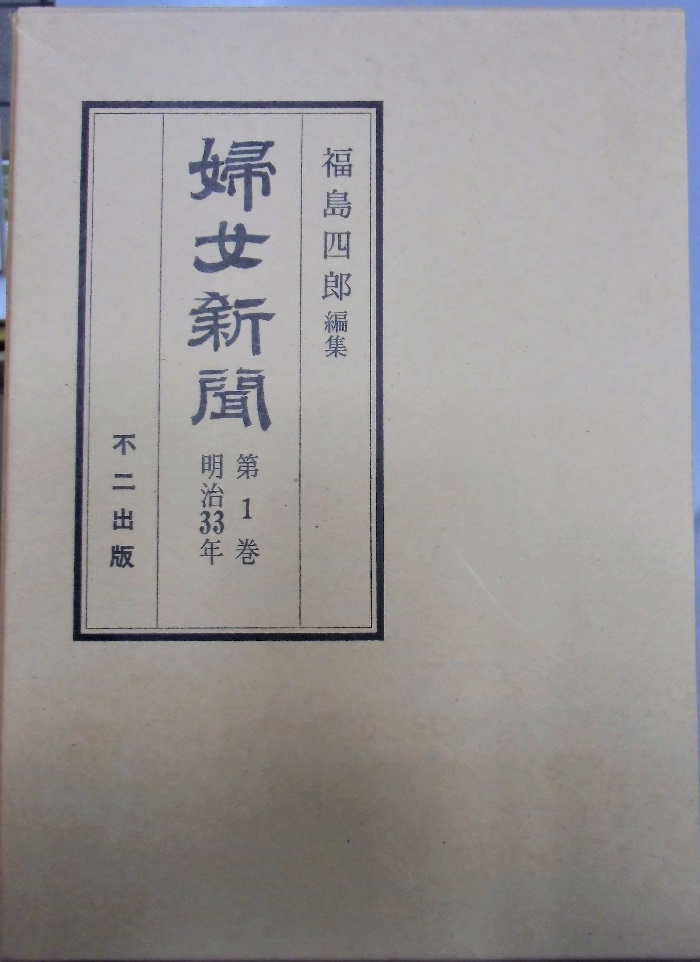 福島四郎編集
婦女新聞
第1巻
明治33年
不二出版